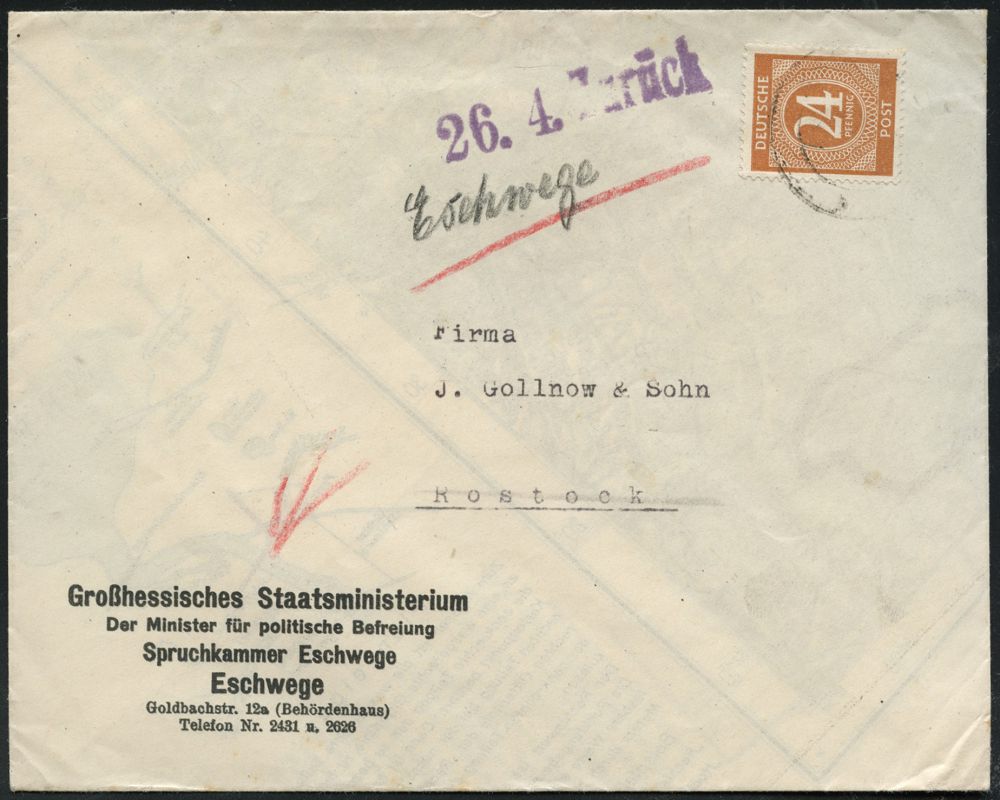 26. 4. Zurück
Eschwege
DEUTSCHE
24
PFENNIG
POST
Firma
J. Gollnow & Sohn
Rostock
Großhessisches Staatsministerium
Der Minister für politische Befreiung
Spruchkammer Eschwege
Eschwege
Goldbachstr. 12a (Behördenhaus)
Telefon Nr. 2431 u. 2626